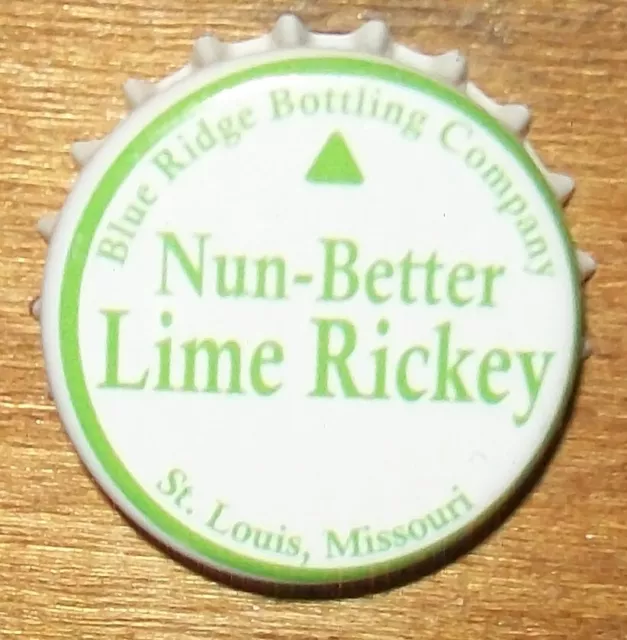 Blue Ridge Bottling Company
Nun-Better
Lime Rickey
St. Louis, Missouri